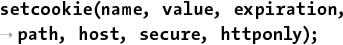 setcookie(name, value, expiration,
→ path, host, secure, httponly);